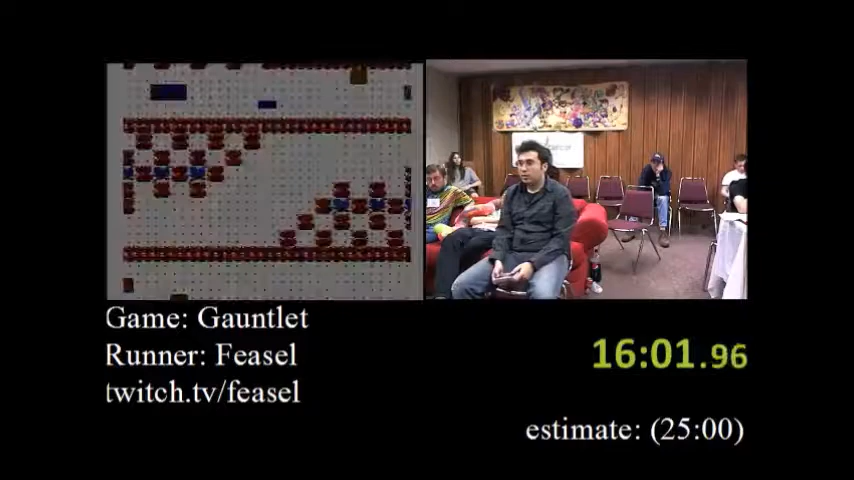 Game: Gauntlet
Runner: Feasel
twitch.tv/feasel
16:01.96
estimate: (25:00)